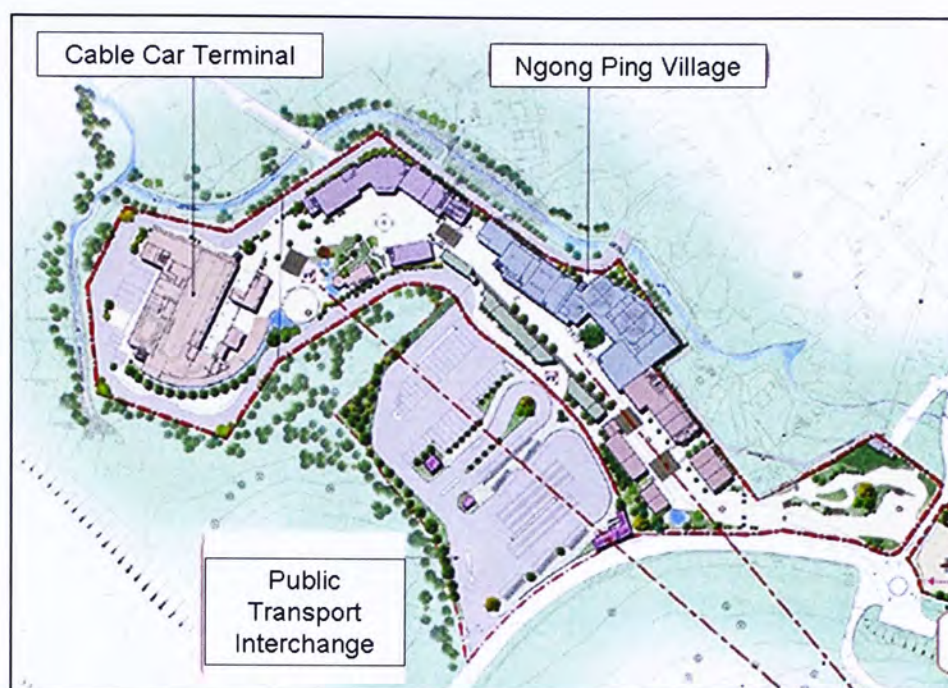 Cable Car Terminal
Ngong Ping Village
Public
Transport
Interchange